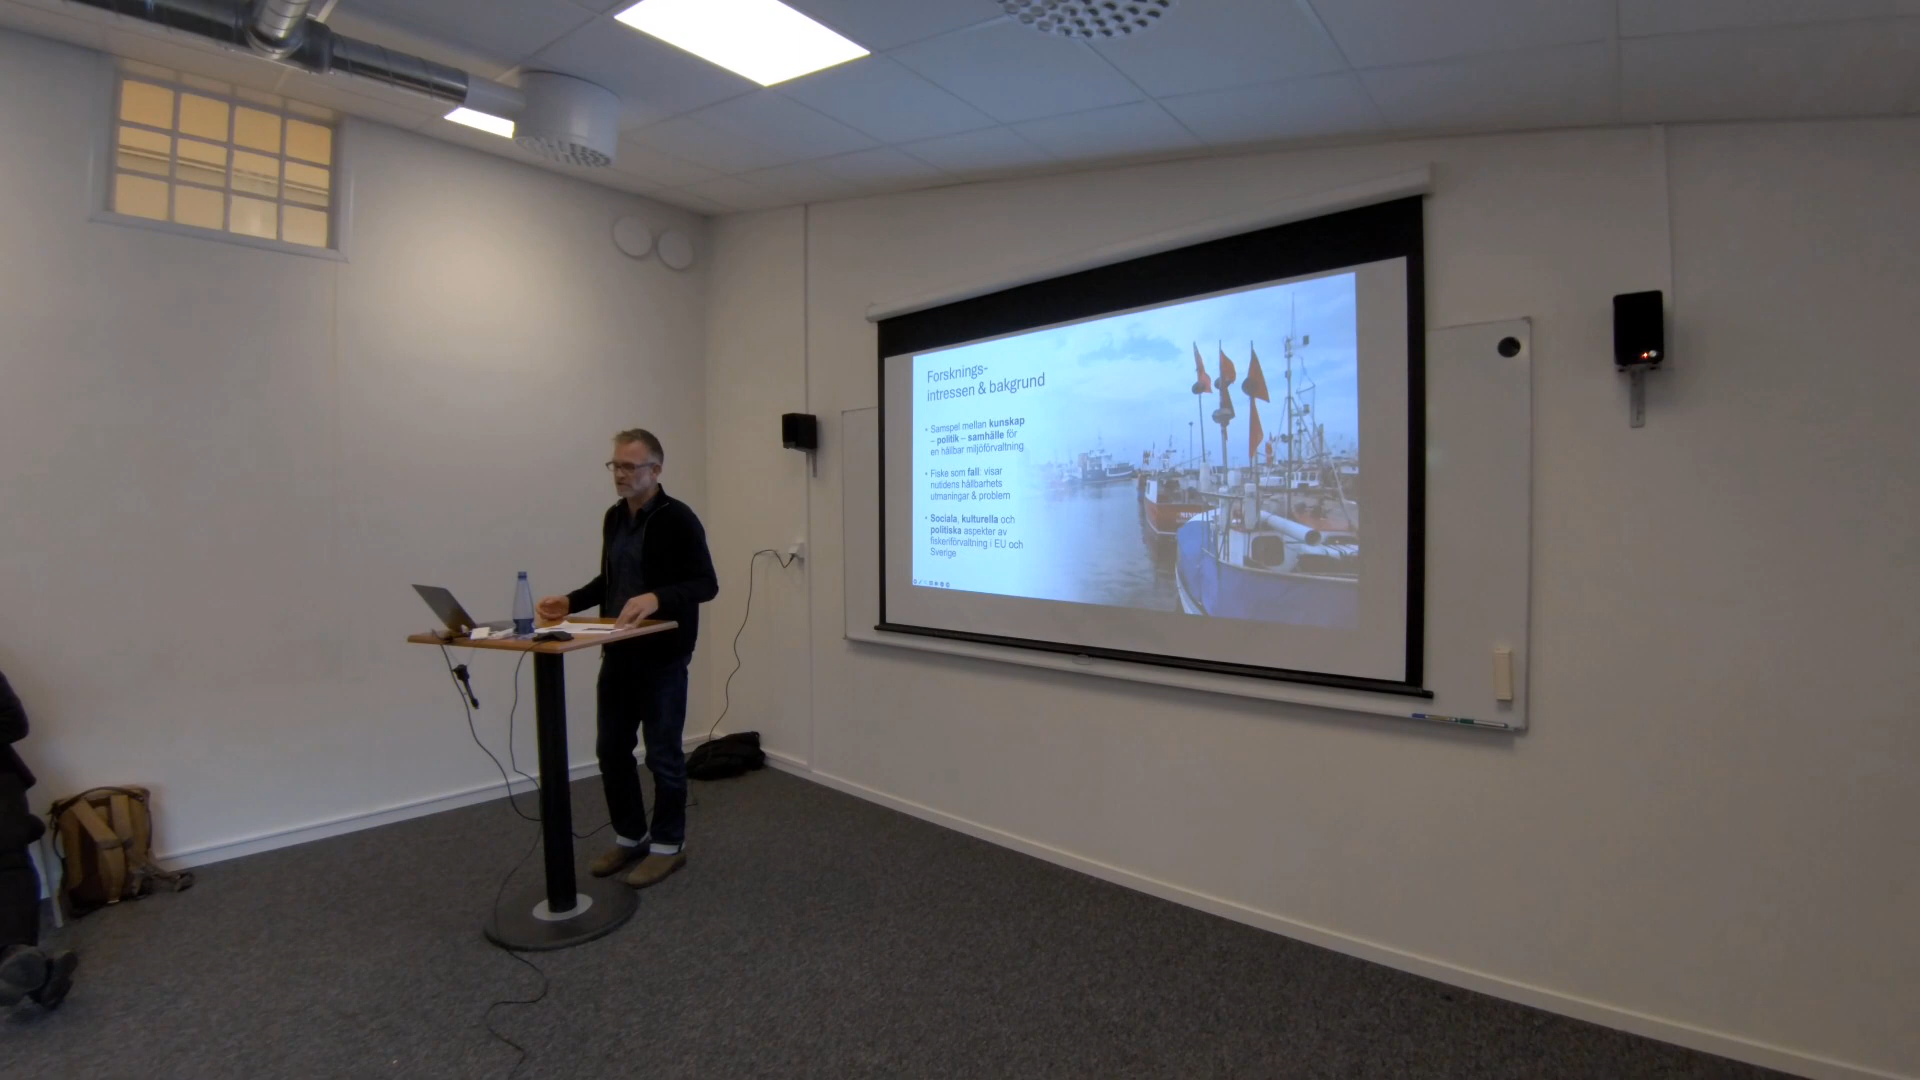 Forsknings-
intressen & bakgrund
• Samspel mellan kunskap
– politik – samhälle för
en hållbar miljöförvaltning
• Fiske som fall: visar
nutidens hållbarhets
utmaningar & problem
• Sociala, kulturella och
politiska aspekter av
fiskeriförvaltning i EU och
Sverige